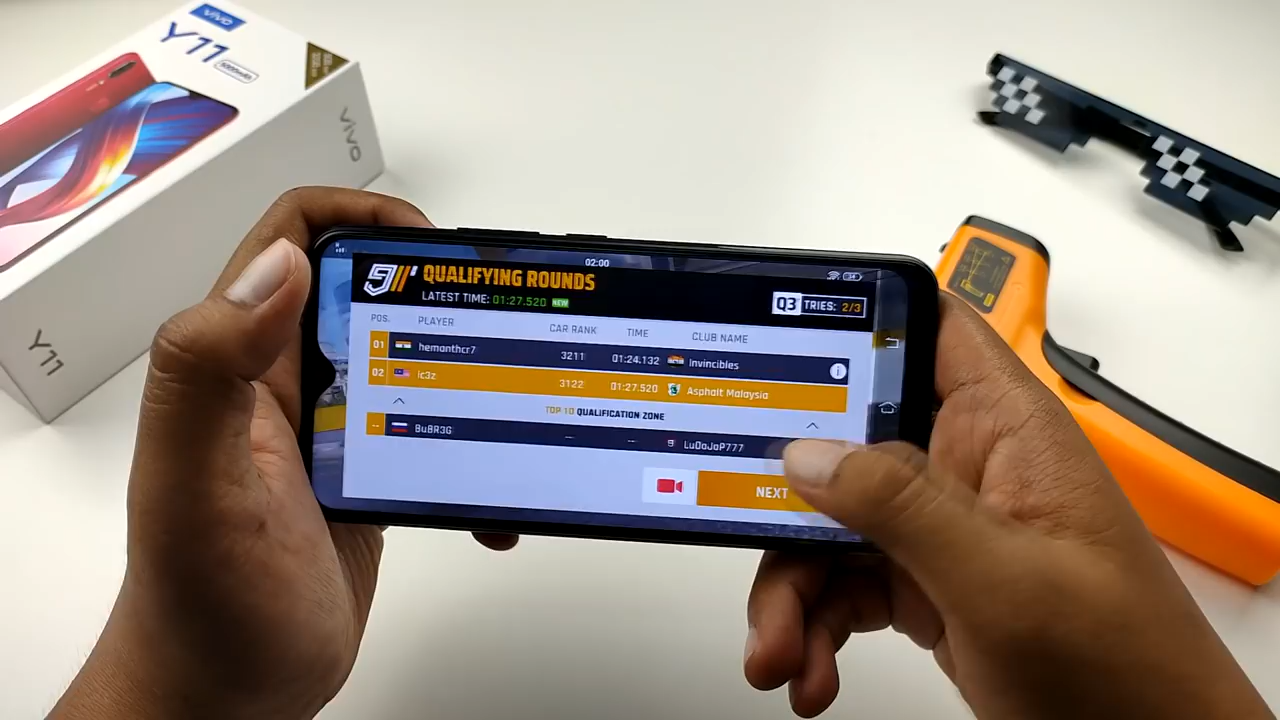 vivo
Y11
5000mAh
vivo
Y11
02:00
9
QUALIFYING ROUNDS
LATEST TIME: 01:27.520 NEW
Q3 TRIES: 2/3
POS. PLAYER CAR RANK TIME CLUB NAME
01 hemanthcr7 3211 01:24.132 Invincibles
02 ic3z 3122 01:27.520 Asphalt Malaysia
TOP 10 QUALIFICATION ZONE
-- BuBR3G -- -- LuDaJaP777
NEXT